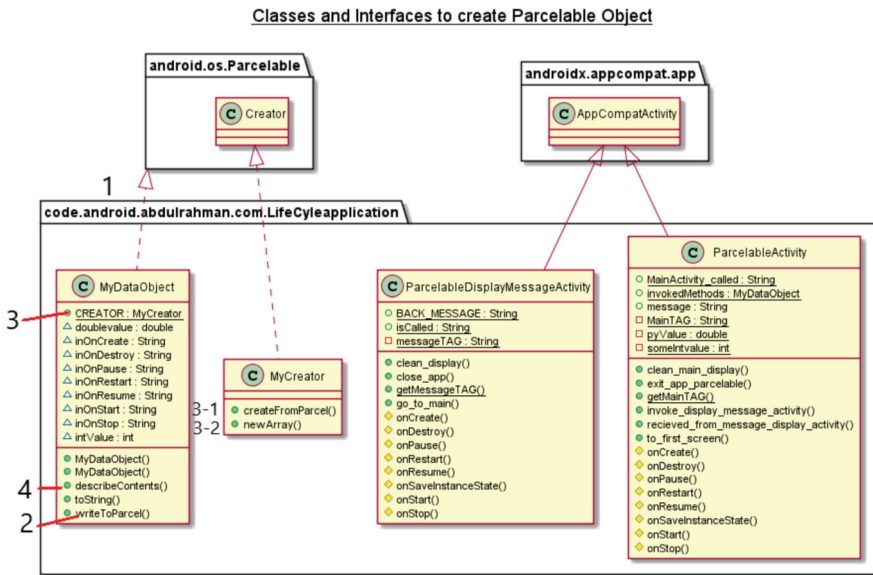 Classes and Interfaces to create Parcelable Object
android.os.Parcelable
C Creator
androidx.appcompat.app
C AppCompatActivity
1
code.android.abdulrahman.com.LifeCyleapplication
C MyDataObject
3
CREATOR : MyCreator
doublevalue : double
inOnCreate : String
inOnDestroy : String
inOnPause : String
inOnRestart : String
inOnResume : String
inOnStart : String
inOnStop : String
intValue : int
MyDataObject()
MyDataObject()
4
describeContents()
toString()
2
writeToParcel()
C MyCreator
3-1
createFromParcel()
3-2
newArray()
C ParcelableDisplayMessageActivity
BACK_MESSAGE : String
isCalled : String
messageTAG : String
clean_display()
close_app()
getMessageTAG()
go_to_main()
onCreate()
onDestroy()
onPause()
onRestart()
onResume()
onSaveInstanceState()
onStart()
onStop()
C ParcelableActivity
MainActivity_called : String
invokedMethods : MyDataObject
message : String
MainTAG : String
pyValue : double
someIntvalue : int
clean_main_display()
exit_app_parcelable()
getMainTAG()
invoke_display_message_activity()
recieved_from_message_display_activity()
to_first_screen()
onCreate()
onDestroy()
onPause()
onRestart()
onResume()
onSaveInstanceState()
onStart()
onStop()